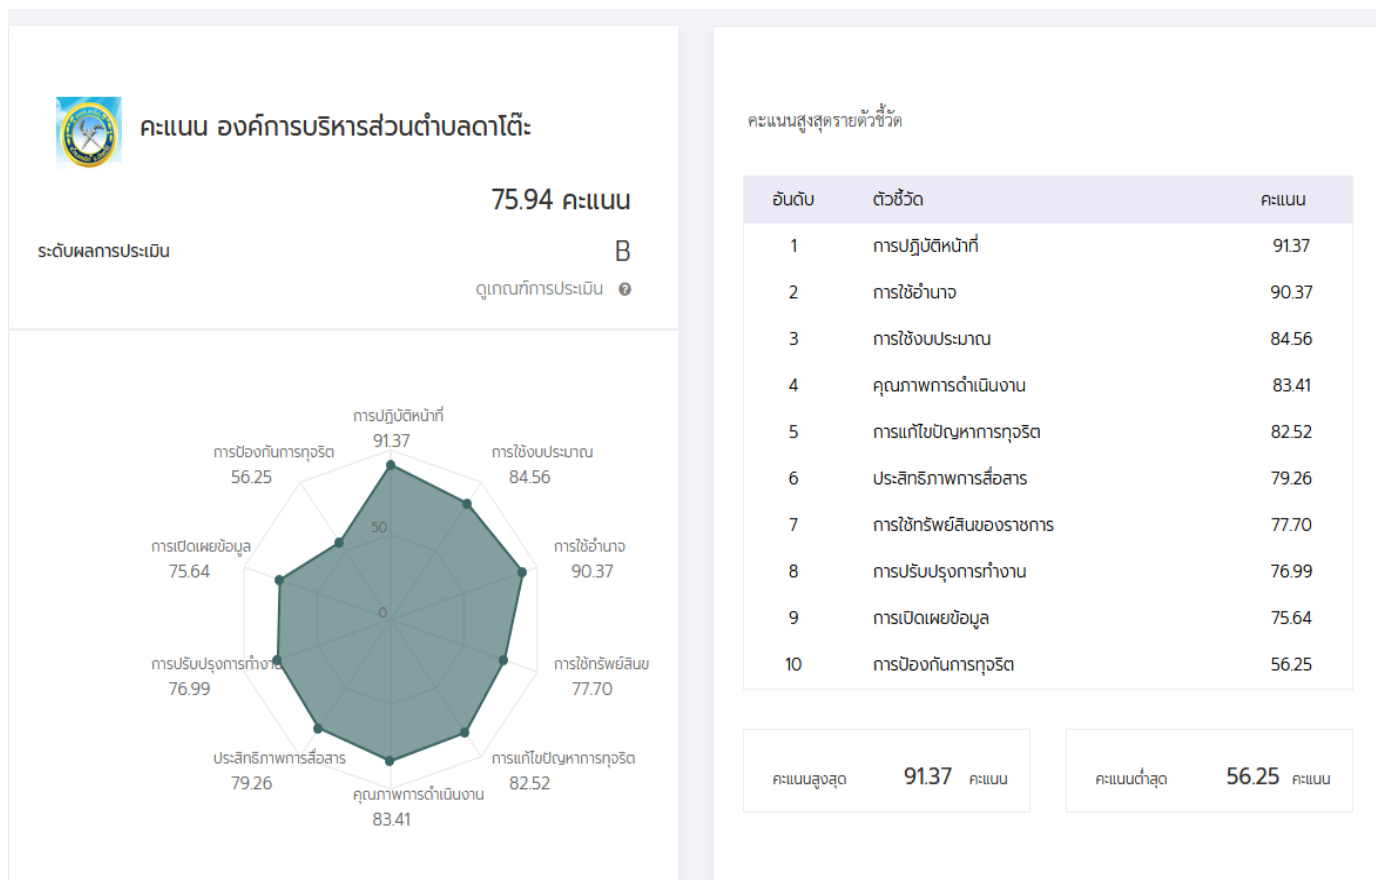 คะแนน องค์การบริหารส่วนตำบลดาโต๊ะ
75.94 คะแนน
ระดับผลการประเมิน B
ดูเกณฑ์การประเมิน
การปฏิบัติหน้าที่
91.37
การป้องกันการทุจริต
56.25
การใช้งบประมาณ
84.56
50
การเปิดเผยข้อมูล
75.64
การใช้อำนาจ
90.37
0
การปรับปรุงการทำงาน
76.99
การใช้ทรัพย์สินข
77.70
ประสิทธิภาพการสื่อสาร
79.26
การแก้ไขปัญหาการทุจริต
82.52
คุณภาพการดำเนินงาน
83.41
คะแนนสูงสุดรายตัวชี้วัด
อันดับ ตัวชี้วัด คะแนน
1 การปฏิบัติหน้าที่ 91.37
2 การใช้อำนาจ 90.37
3 การใช้งบประมาณ 84.56
4 คุณภาพการดำเนินงาน 83.41
5 การแก้ไขปัญหาการทุจริต 82.52
6 ประสิทธิภาพการสื่อสาร 79.26
7 การใช้ทรัพย์สินของราชการ 77.70
8 การปรับปรุงการทำงาน 76.99
9 การเปิดเผยข้อมูล 75.64
10 การป้องกันการทุจริต 56.25
คะแนนสูงสุด 91.37 คะแนน
คะแนนต่ำสุด 56.25 คะแนน